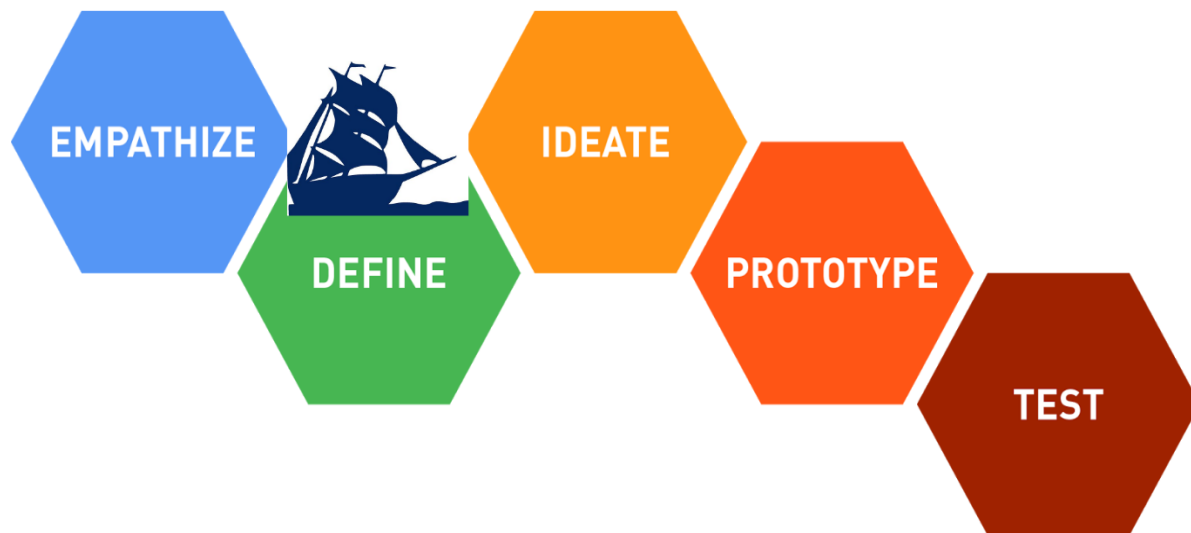 EMPATHIZE
DEFINE
IDEATE
PROTOTYPE
TEST